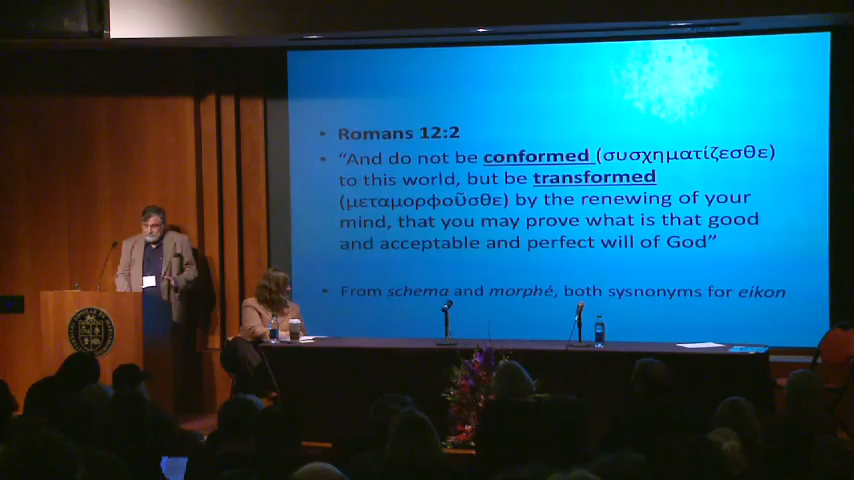 • Romans 12:2
• “And do not be conformed (συσχηματίζεσθε)
to this world, but be transformed
(μεταμορφοῦσθε) by the renewing of your
mind, that you may prove what is that good
and acceptable and perfect will of God”
• From schema and morphé, both sysnonyms for eikon